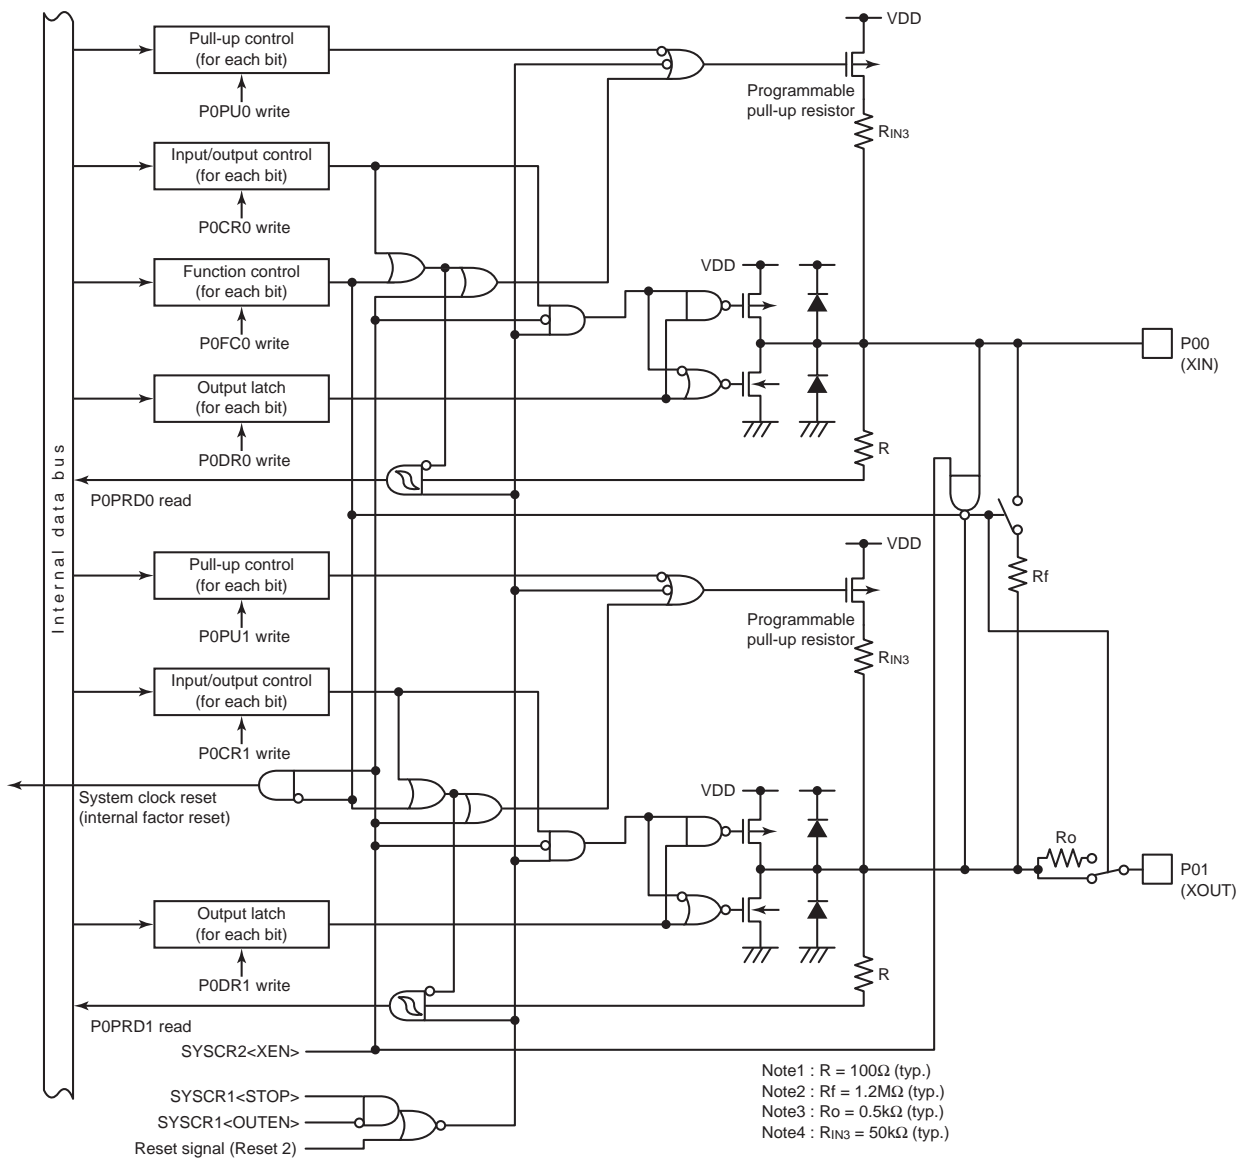 VDD
Pull-up control
(for each bit)
P0PU0 write
Programmable
pull-up resistor
RIN3
Input/output control
(for each bit)
P0CR0 write
Function control
(for each bit)
P0FC0 write
VDD
P00
(XIN)
Output latch
(for each bit)
P0DR0 write
R
P0PRD0 read
Internal data bus
VDD
Pull-up control
(for each bit)
P0PU1 write
Rf
Programmable
pull-up resistor
RIN3
Input/output control
(for each bit)
P0CR1 write
System clock reset
(internal factor reset)
VDD
Ro
P01
(XOUT)
Output latch
(for each bit)
P0DR1 write
R
P0PRD1 read
SYSCR2<XEN>
SYSCR1<STOP>
SYSCR1<OUTEN>
Reset signal (Reset 2)
Note1 : R = 100Ω (typ.)
Note2 : Rf = 1.2MΩ (typ.)
Note3 : Ro = 0.5kΩ (typ.)
Note4 : RIN3 = 50kΩ (typ.)